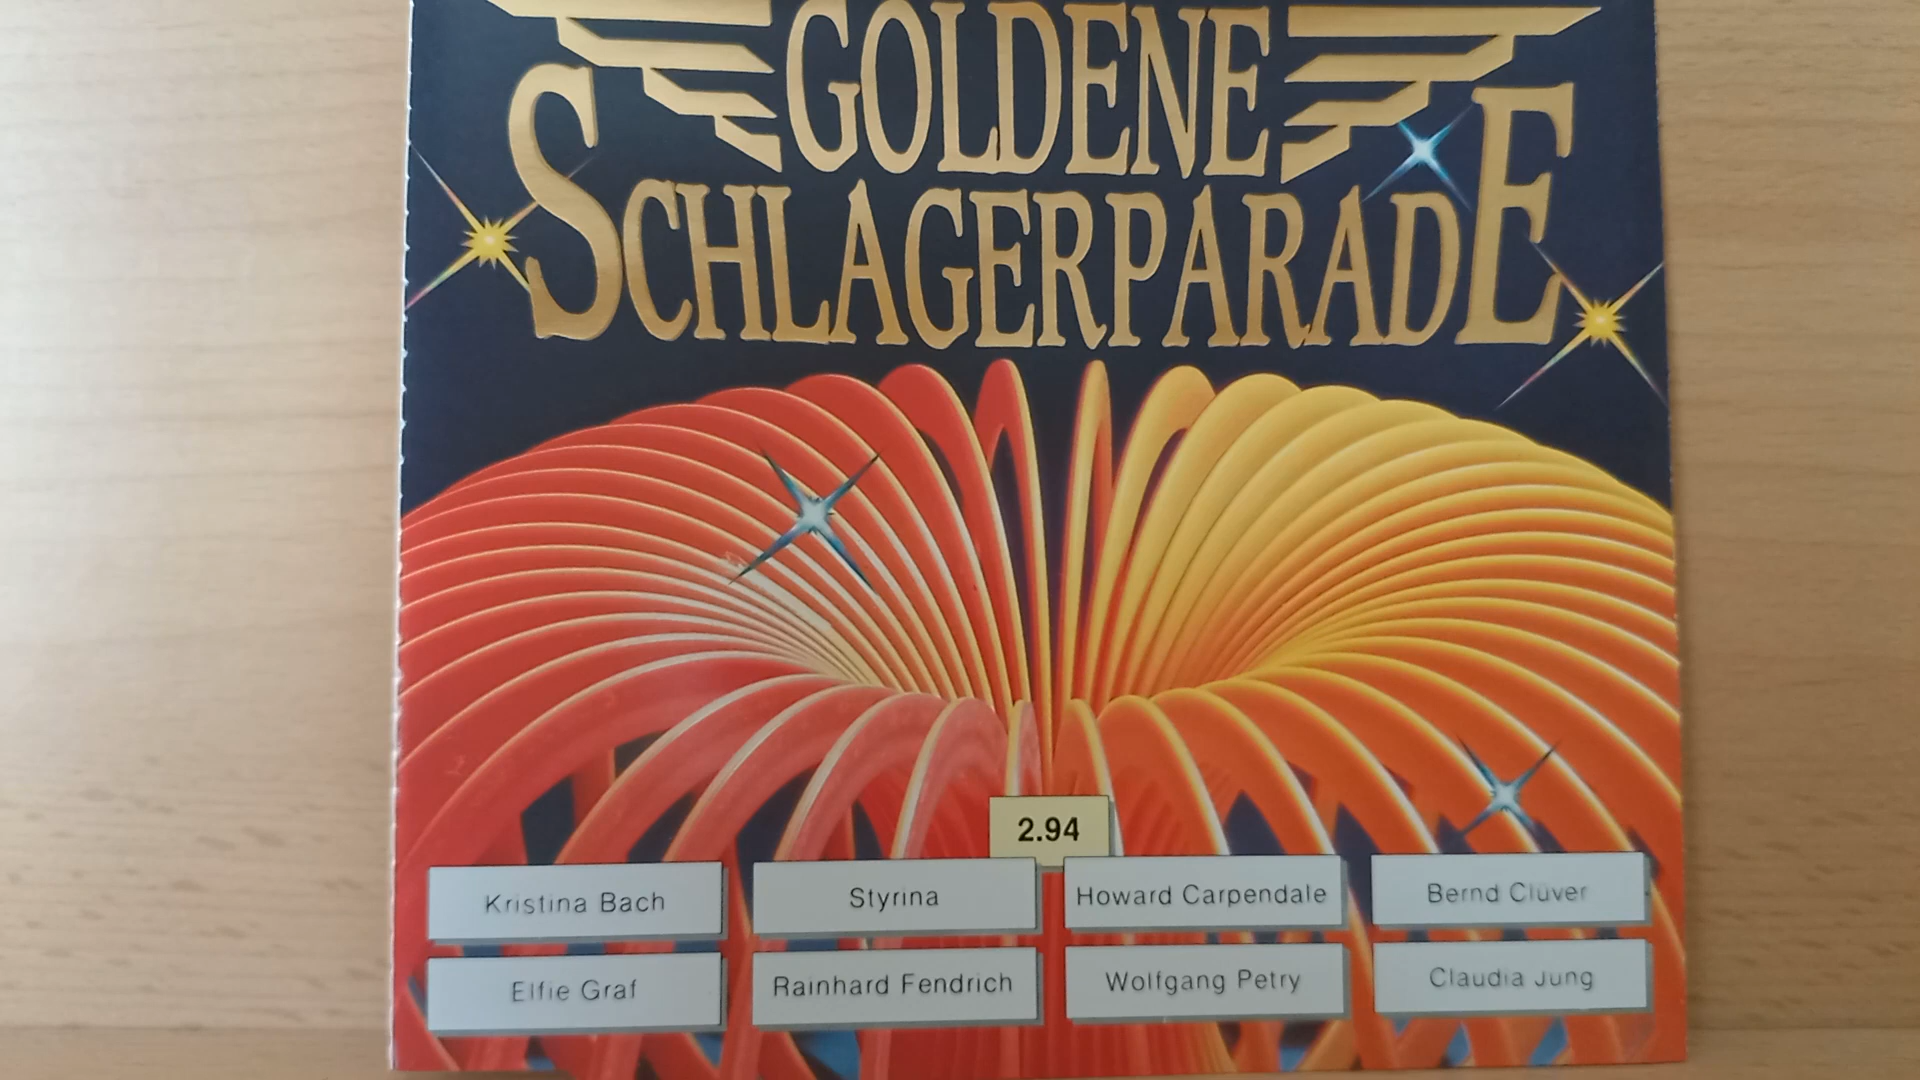 GOLDENE
SCHLAGERPARADE
2.94
Kristina Bach
Styrina
Howard Carpendale
Bernd Clüver
Elfie Graf
Rainhard Fendrich
Wolfgang Petry
Claudia Jung